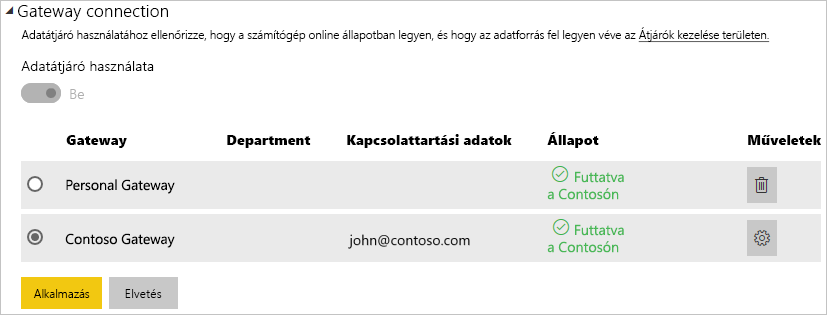 Gateway connection
Adatátjáró használatához ellenőrizze, hogy a számítógép online állapotban legyen, és hogy az adatforrás fel legyen véve az Átjárók kezelése területen.
Adatátjáró használata
Be
Gateway Department Kapcsolattartási adatok Állapot Műveletek
Personal Gateway Futtatva
a Contosón
Contoso Gateway john@contoso.com Futtatva
a Contosón
Alkalmazás Elvetés